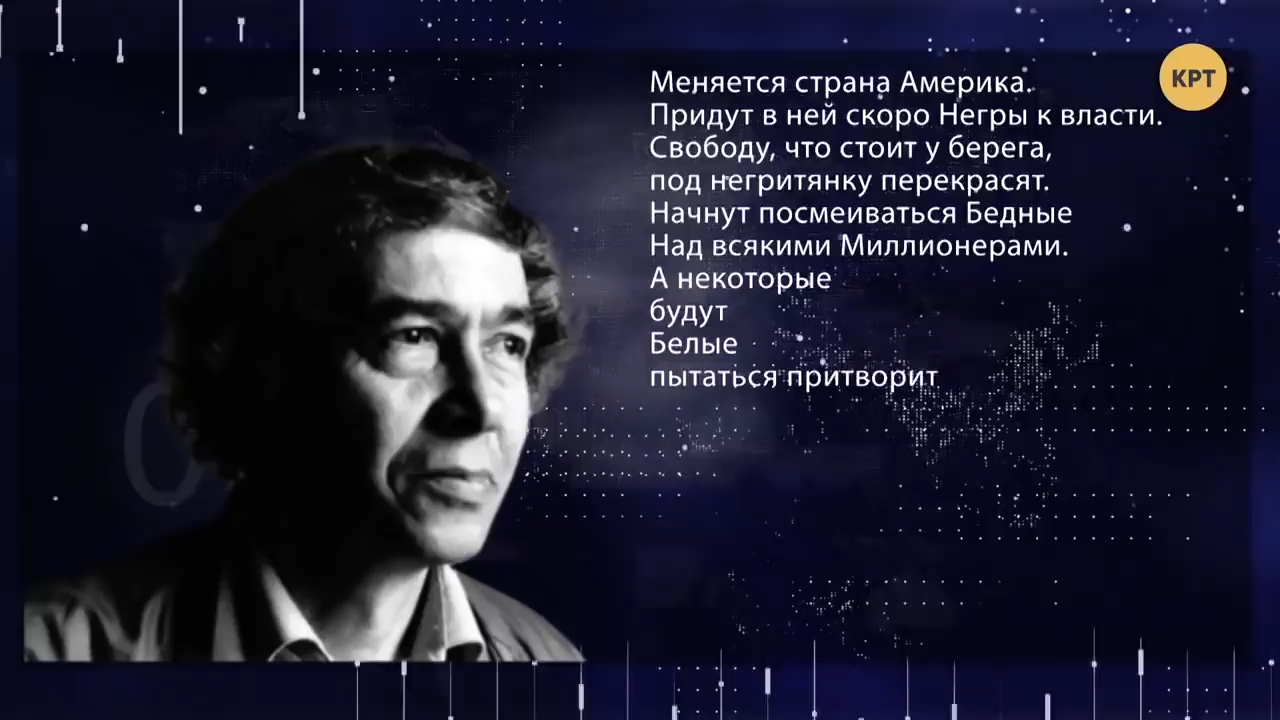 КРТ
Меняется страна Америка.
Придут в ней скоро Негры к власти.
Свободу, что стоит у берега,
под негритянку перекрасят.
Начнут посмеиваться Бедные
Над всякими Миллионерами.
А некоторые
будут
Белые
пытаться притворит